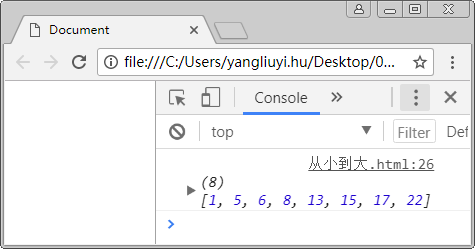 Document
file:///C:/Users/yangliuyi.hu/Desktop/0...
Console
top
Filter
Def
从小到大.html:26
(8)
[1, 5, 6, 8, 13, 15, 17, 22]